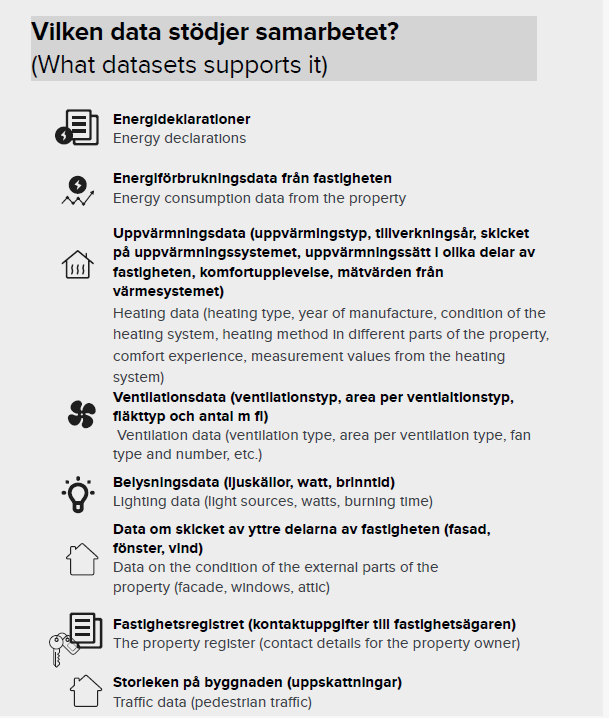 Vilken data stödjer samarbetet?
(What datasets supports it)
Energideklarationer
Energy declarations
Energiförbrukningsdata från fastigheten
Energy consumption data from the property
Uppvärmningsdata (uppvärmingstyp, tillverkningsår, skicket
på uppvärmningssystemet, uppvärmningssätt i olika delar av
fastigheten, komfortupplevelse, mätvärden från
värmesystemet)
Heating data (heating type, year of manufacture, condition of the
heating system, heating method in different parts of the property,
comfort experience, measurement values from the heating
system)
Ventilationsdata (ventilationstyp, area per ventialtionstyp,
fläkttyp och antal m fl)
Ventilation data (ventilation type, area per ventilation type, fan
type and number, etc.)
Belysningsdata (ljuskällor, watt, brinntid)
Lighting data (light sources, watts, burning time)
Data om skicket av yttre delarna av fastigheten (fasad,
fönster, vind)
Data on the condition of the external parts of the
property (facade, windows, attic)
Fastighetsregistret (kontaktuppgifter till fastighetsägaren)
The property register (contact details for the property owner)
Storleken på byggnaden (uppskattningar)
Traffic data (pedestrian traffic)